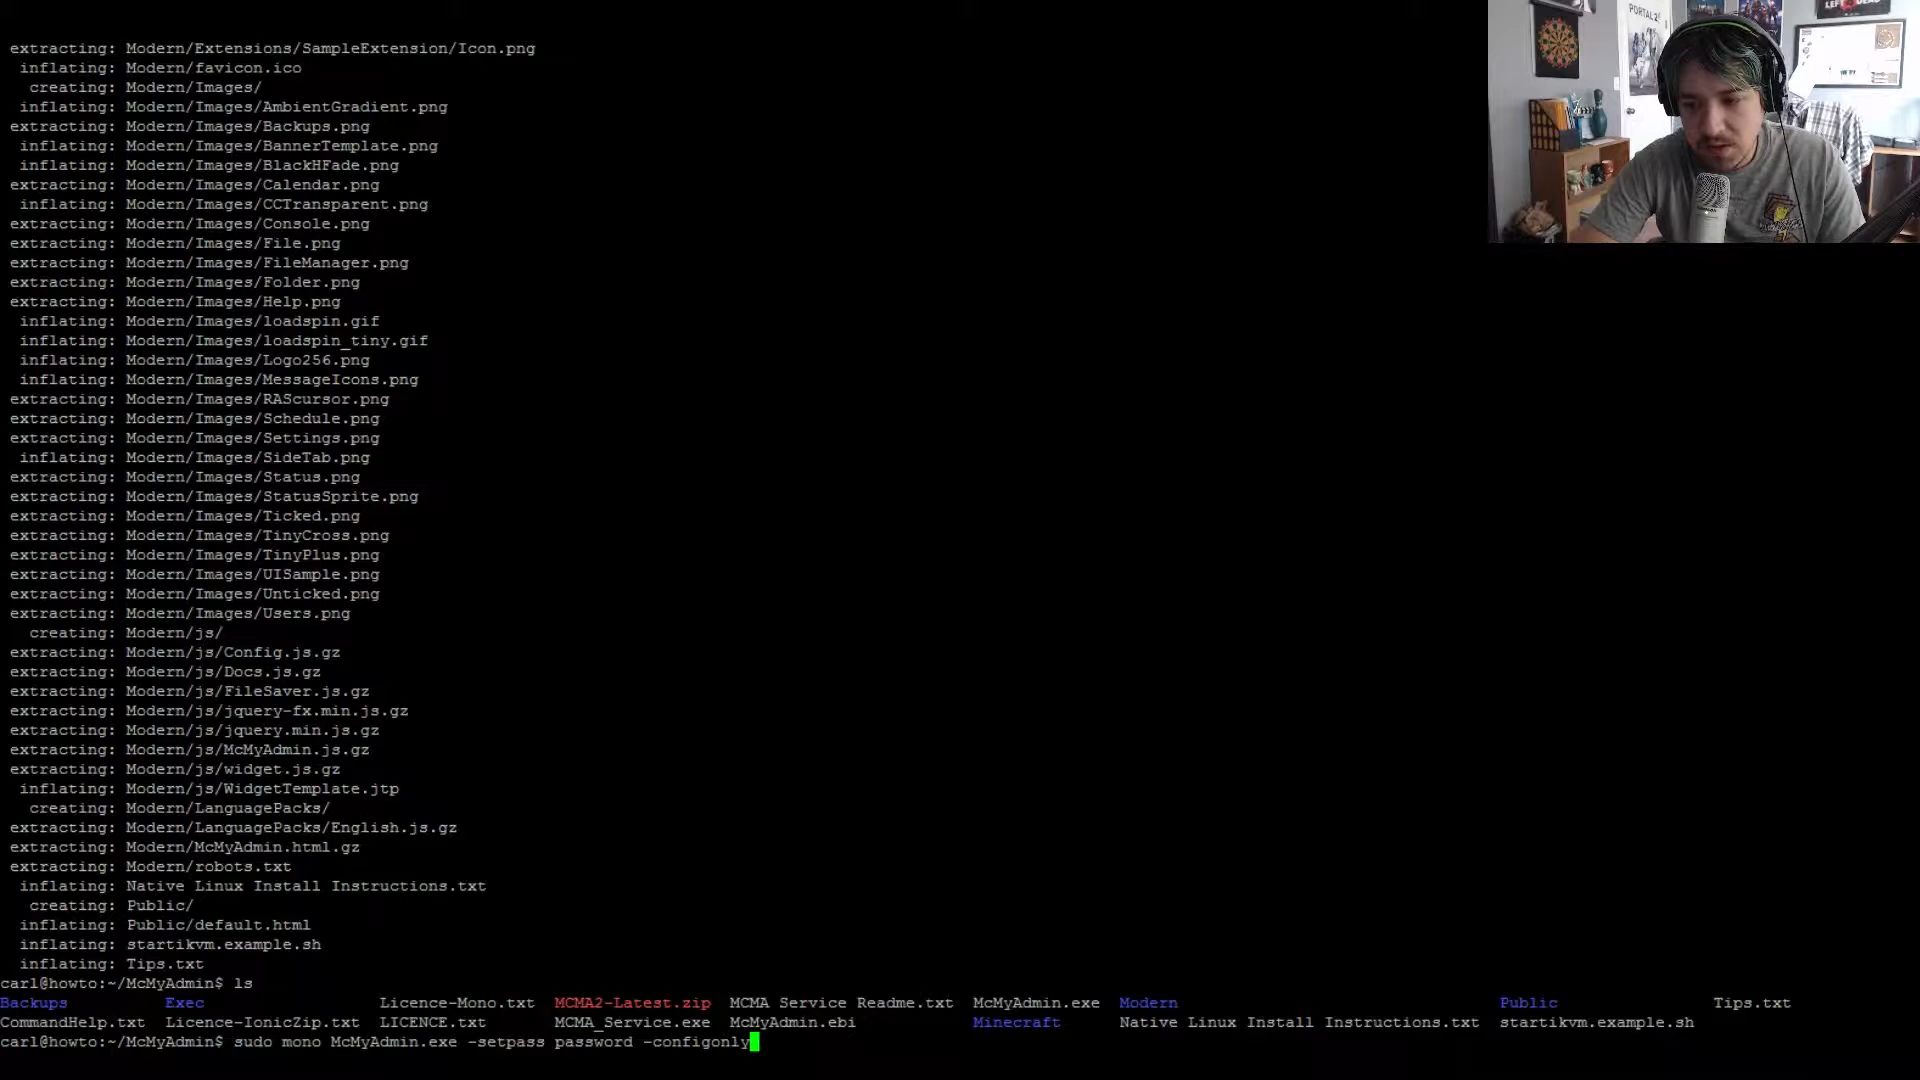 extracting: Modern/Extensions/SampleExtension/Icon.png
inflating: Modern/favicon.ico
creating: Modern/Images/
inflating: Modern/Images/AmbientGradient.png
extracting: Modern/Images/Backups.png
inflating: Modern/Images/BannerTemplate.png
inflating: Modern/Images/BlackHFade.png
extracting: Modern/Images/Calendar.png
inflating: Modern/Images/CCTransparent.png
extracting: Modern/Images/Console.png
extracting: Modern/Images/File.png
extracting: Modern/Images/FileManager.png
extracting: Modern/Images/Folder.png
extracting: Modern/Images/Help.png
inflating: Modern/Images/loadspin.gif
inflating: Modern/Images/loadspin_tiny.gif
inflating: Modern/Images/Logo256.png
inflating: Modern/Images/MessageIcons.png
extracting: Modern/Images/RAScursor.png
extracting: Modern/Images/Schedule.png
extracting: Modern/Images/Settings.png
inflating: Modern/Images/SideTab.png
extracting: Modern/Images/Status.png
extracting: Modern/Images/StatusSprite.png
extracting: Modern/Images/Ticked.png
extracting: Modern/Images/TinyCross.png
extracting: Modern/Images/TinyPlus.png
extracting: Modern/Images/UISample.png
extracting: Modern/Images/Unticked.png
extracting: Modern/Images/Users.png
creating: Modern/js/
extracting: Modern/js/Config.js.gz
extracting: Modern/js/Docs.js.gz
extracting: Modern/js/FileSaver.js.gz
extracting: Modern/js/jquery-fx.min.js.gz
extracting: Modern/js/jquery.min.js.gz
extracting: Modern/js/McMyAdmin.js.gz
extracting: Modern/js/widget.js.gz
inflating: Modern/js/WidgetTemplate.jtp
creating: Modern/LanguagePacks/
extracting: Modern/LanguagePacks/English.js.gz
extracting: Modern/McMyAdmin.html.gz
extracting: Modern/robots.txt
inflating: Native Linux Install Instructions.txt
creating: Public/
inflating: Public/default.html
inflating: startikvm.example.sh
inflating: Tips.txt
carl@howto:~/McMyAdmin$ ls
Backups Exec Licence-Mono.txt MCMA2-Latest.zip MCMA Service Readme.txt McMyAdmin.exe Modern Public Tips.txt
CommandHelp.txt Licence-IonicZip.txt LICENCE.txt MCMA_Service.exe McMyAdmin.ebi Minecraft Native Linux Install Instructions.txt startikvm.example.sh
carl@howto:~/McMyAdmin$ sudo mono McMyAdmin.exe -setpass password -configonly
PORTAL 2